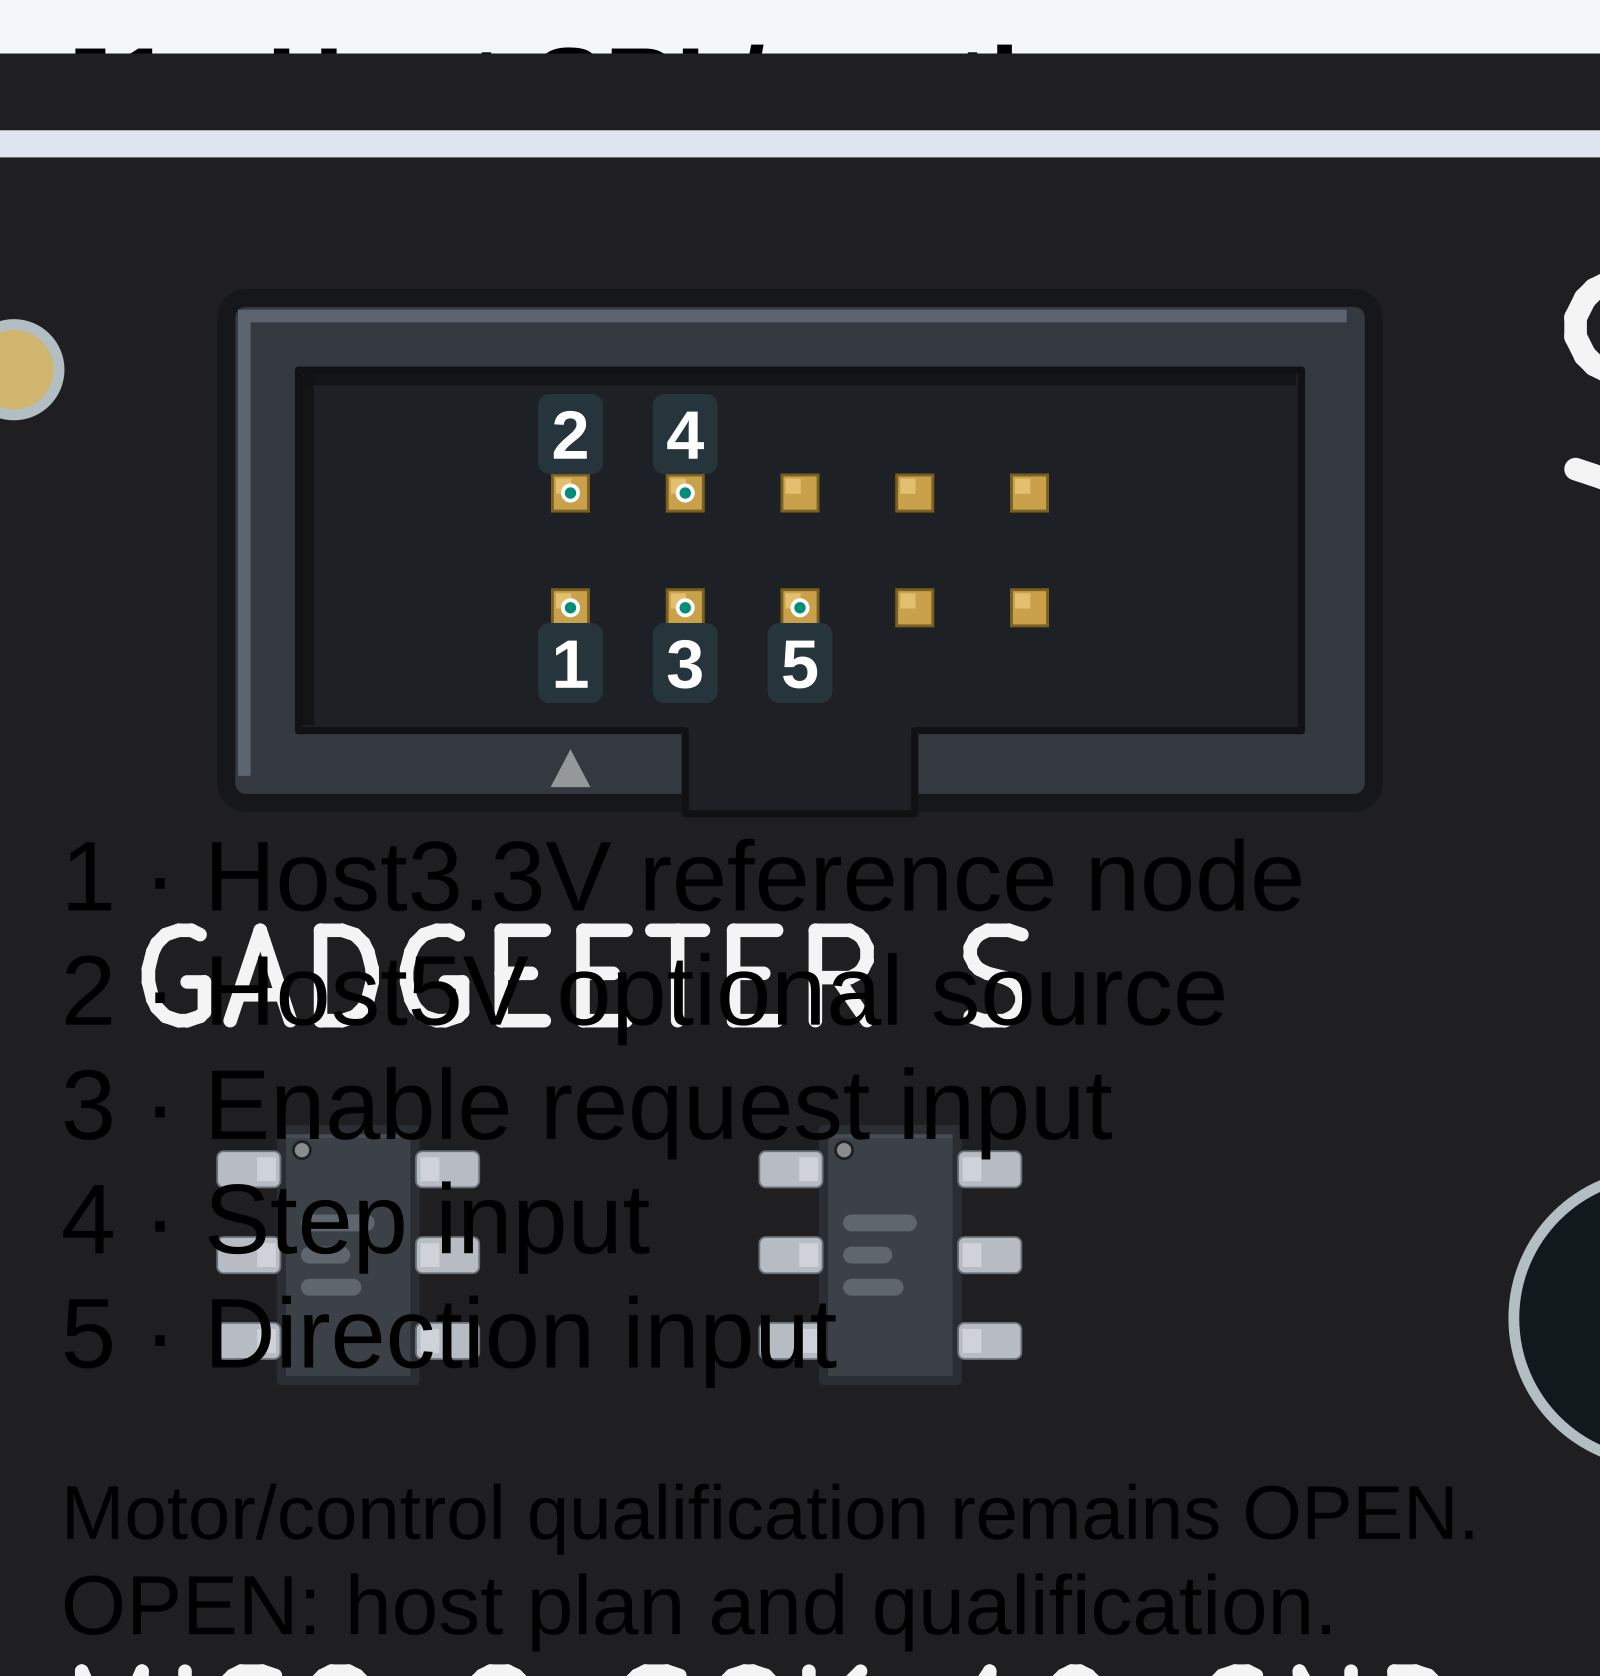 2 4
1 3 5
1 · Host3.3V reference node
GADGEETER S
2 · Host5V optional source
3 · Enable request input
4 · Step input
5 · Direction input
Motor/control qualification remains OPEN.
OPEN: host plan and qualification.